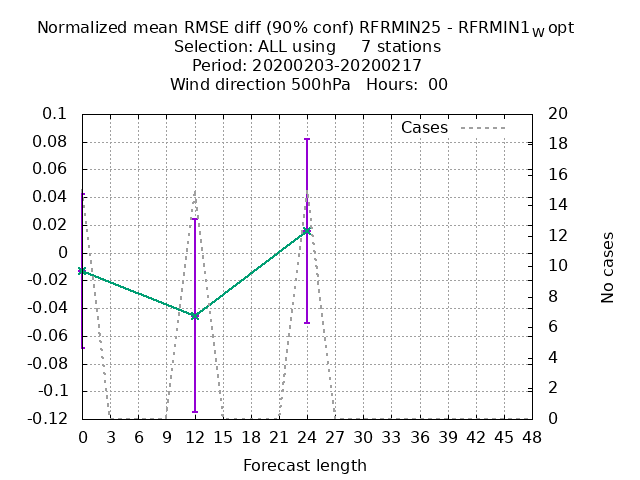 Normalized mean RMSE diff (90% conf) RFRMIN25 - RFRMIN1wopt
Selection: ALL using 7 stations
Period: 20200203-20200217
Wind direction 500hPa Hours: 00
Cases
0.1
0.08
0.06
0.04
0.02
0
-0.02
-0.04
-0.06
-0.08
-0.1
-0.12
20
18
16
14
12
10
8
6
4
2
0
No cases
0 3 6 9 12 15 18 21 24 27 30 33 36 39 42 45 48
Forecast length